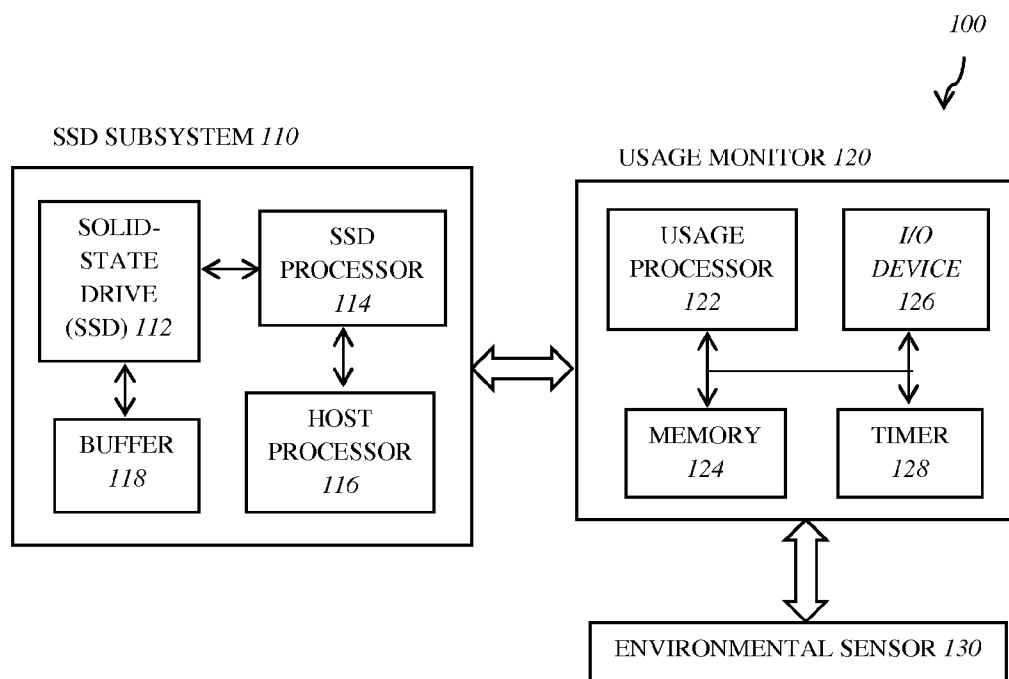 100
SSD SUBSYSTEM 110
SOLID-
STATE
DRIVE
(SSD) 112
SSD
PROCESSOR
114
BUFFER
118
HOST
PROCESSOR
116
USAGE MONITOR 120
USAGE
PROCESSOR
122
I/O
DEVICE
126
MEMORY
124
TIMER
128
ENVIRONMENTAL SENSOR 130